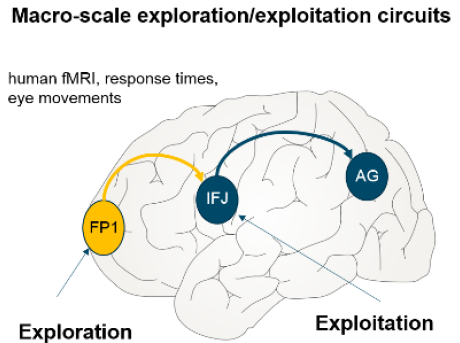 Macro-scale exploration/exploitation circuits
human fMRI, response times,
eye movements
AG
IFJ
FP1
Exploration
Exploitation